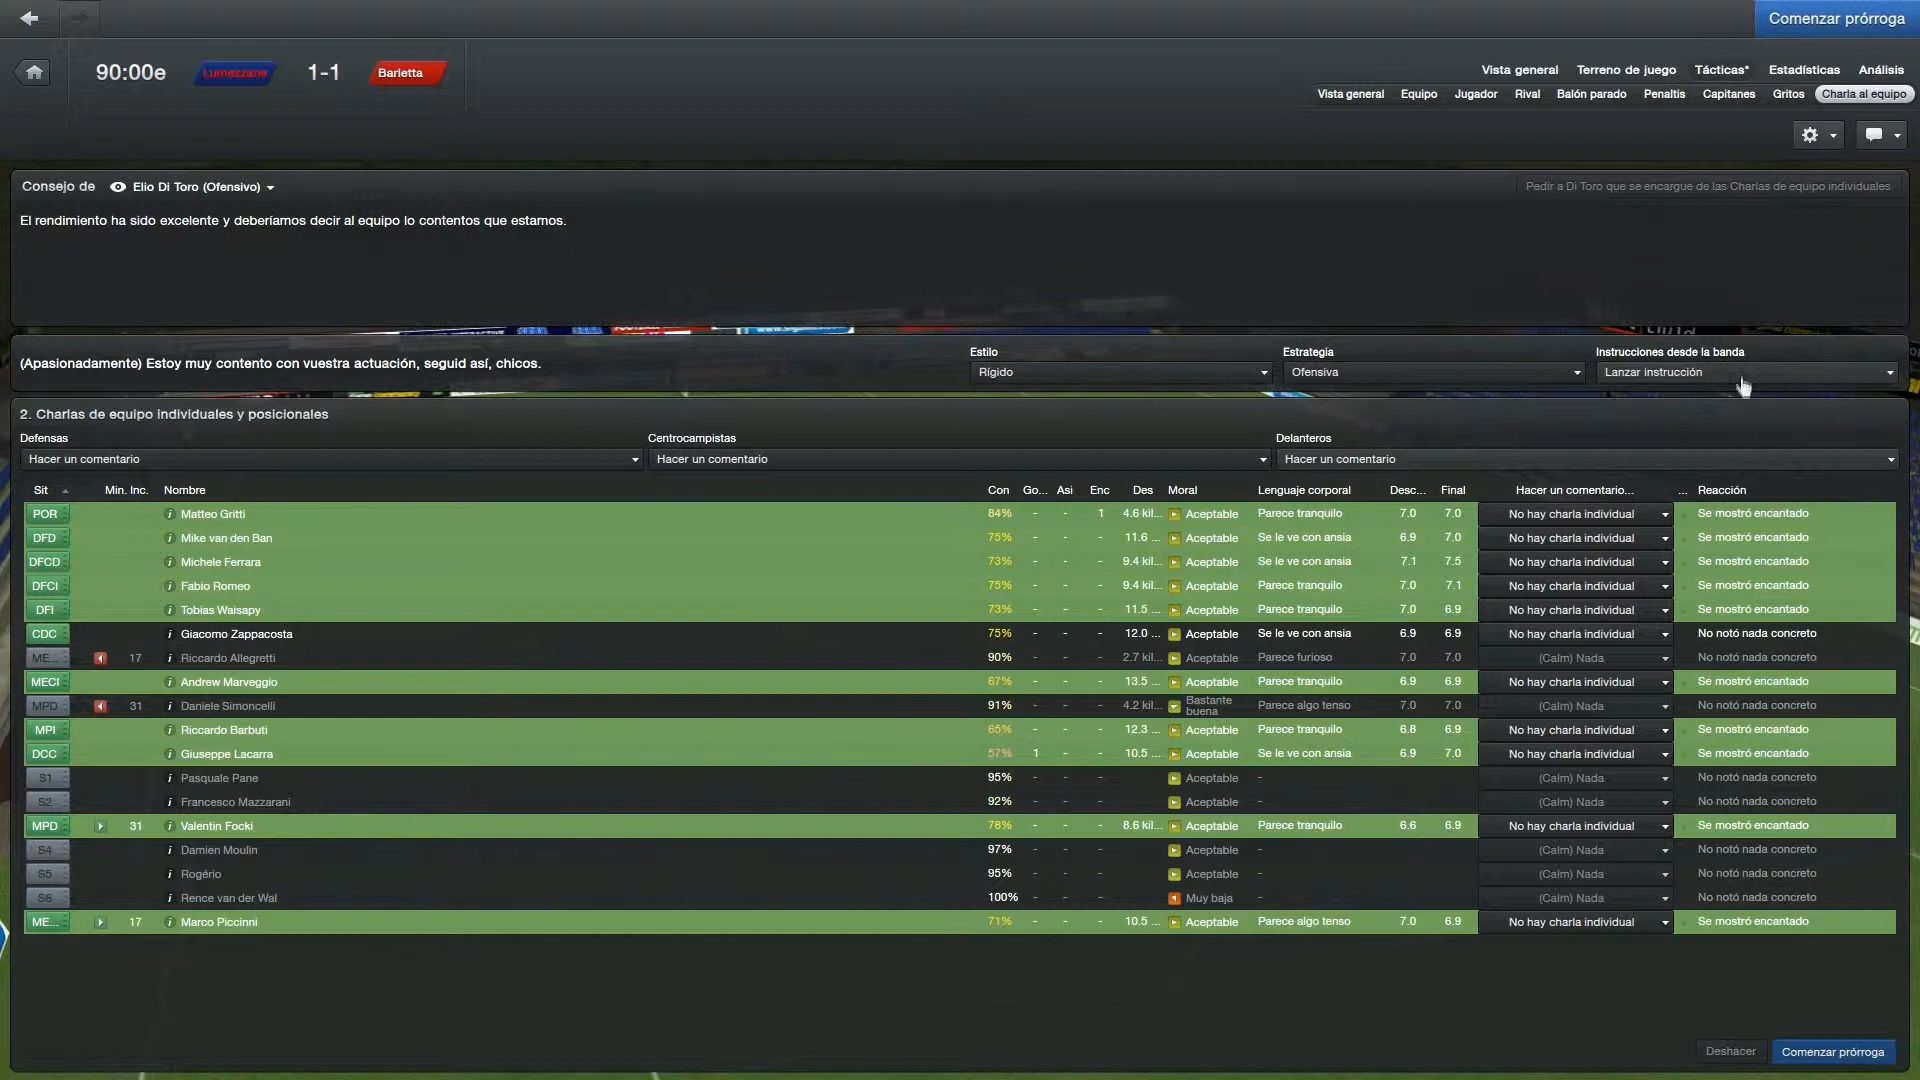 Comenzar prórroga
90:00e Lumezzane 1-1 Barletta
Vista general Terreno de juego Tácticas* Estadísticas Análisis
Vista general Equipo Jugador Rival Balón parado Penaltis Capitanes Gritos Charla al equipo
Consejo de Elio Di Toro (Ofensivo) Pedir a Di Toro que se encargue de las Charlas de equipo individuales
El rendimiento ha sido excelente y deberíamos decir al equipo lo contentos que estamos.
(Apasionadamente) Estoy muy contento con vuestra actuación, seguid así, chicos.
Estilo Estrategia Instrucciones desde la banda
Rígido Ofensiva Lanzar instrucción
2. Charlas de equipo individuales y posicionales
Defensas Centrocampistas Delanteros
Hacer un comentario Hacer un comentario Hacer un comentario
Sit Min. Inc. Nombre Con Go... Asi Enc Des Moral Lenguaje corporal Desc... Final Hacer un comentario... ... Reacción
POR i Matteo Gritti 84% - - 1 4.6 kil... Aceptable Parece tranquilo 7.0 7.0 No hay charla individual Se mostró encantado
DFD i Mike van den Ban 75% - - - 11.6 ... Aceptable Se le ve con ansia 6.9 7.0 No hay charla individual Se mostró encantado
DFCD i Michele Ferrara 73% - - - 9.4 kil... Aceptable Se le ve con ansia 7.1 7.5 No hay charla individual Se mostró encantado
DFCI i Fabio Romeo 75% - - - 9.4 kil... Aceptable Parece tranquilo 7.0 7.1 No hay charla individual Se mostró encantado
DFI i Tobias Waisapy 73% - - - 11.5 ... Aceptable Parece tranquilo 7.0 6.9 No hay charla individual Se mostró encantado
CDC i Giacomo Zappacosta 75% - - - 12.0 ... Aceptable Se le ve con ansia 6.9 6.9 No hay charla individual No notó nada concreto
ME... 17 i Riccardo Allegretti 90% - - - 2.7 kil... Aceptable Parece furioso 7.0 7.0 (Calm) Nada No notó nada concreto
MECI i Andrew Marveggio 67% - - - 13.5 ... Aceptable Parece tranquilo 6.9 6.9 No hay charla individual Se mostró encantado
MPD 31 i Daniele Simoncelli 91% - - - 4.2 kil... Bastante buena Parece algo tenso 7.0 7.0 (Calm) Nada No notó nada concreto
MPI i Riccardo Barbuti 65% - - - 12.3 ... Aceptable Parece tranquilo 6.8 6.9 No hay charla individual Se mostró encantado
DCC i Giuseppe Lacarra 57% 1 - - 10.5 ... Aceptable Se le ve con ansia 6.9 7.0 No hay charla individual Se mostró encantado
S1 i Pasquale Pane 95% - - - Aceptable - (Calm) Nada No notó nada concreto
S2 i Francesco Mazzarani 92% - - - Aceptable - (Calm) Nada No notó nada concreto
MPD 31 i Valentin Focki 78% - - - 8.6 kil... Aceptable Parece tranquilo 6.6 6.9 No hay charla individual Se mostró encantado
S4 i Damien Moulin 97% - - - Aceptable - (Calm) Nada No notó nada concreto
S5 i Rogério 95% - - - Aceptable - (Calm) Nada No notó nada concreto
S6 i Rence van der Wal 100% - - - Muy baja - (Calm) Nada No notó nada concreto
ME... 17 i Marco Piccinni 71% - - - 10.5 ... Aceptable Parece algo tenso 7.0 6.9 No hay charla individual Se mostró encantado
Deshacer Comenzar prórroga